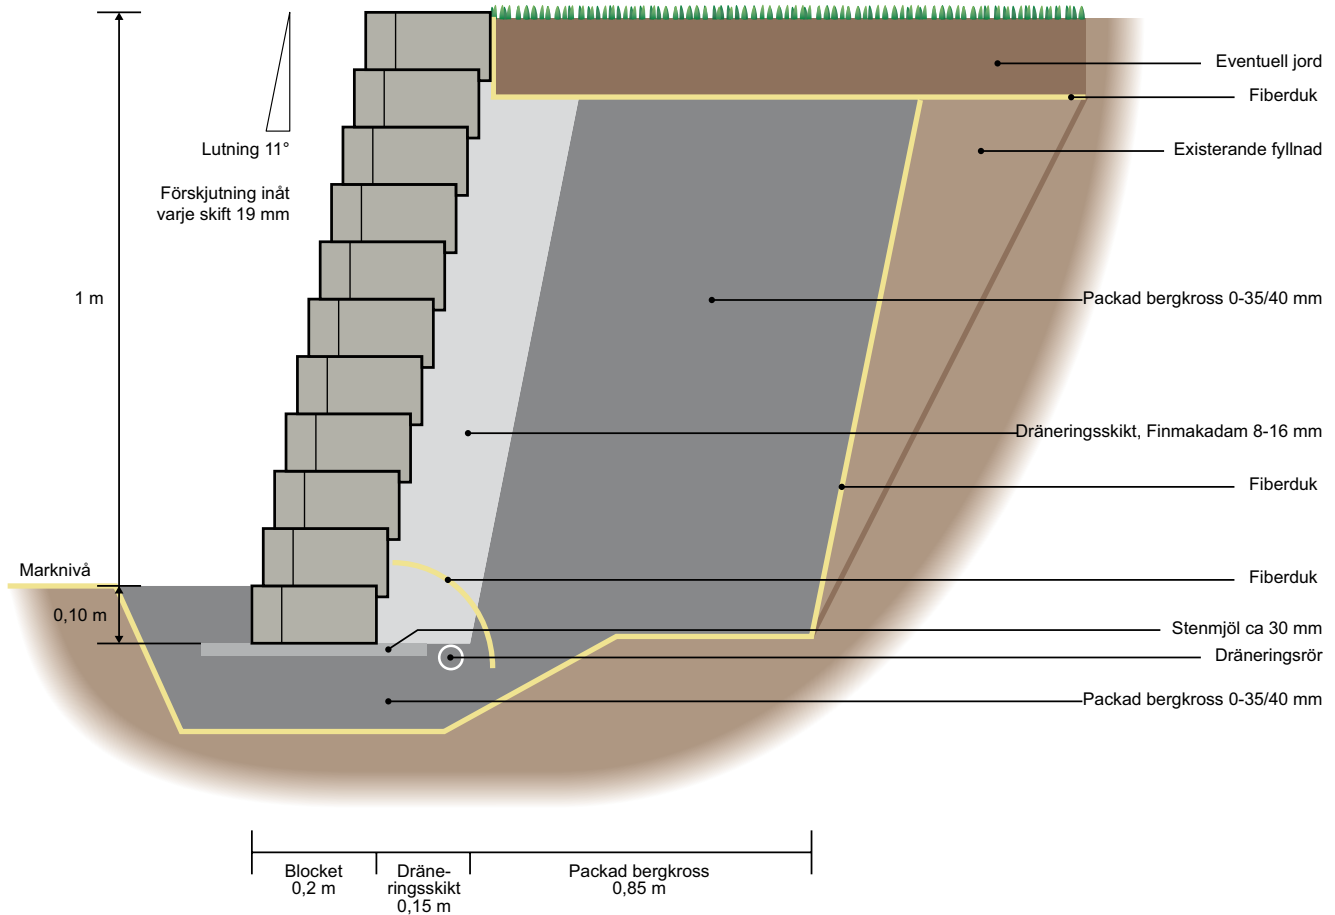 Eventuell jord
Fiberduk
Existerande fyllnad
Lutning 11°
Förskjutning inåt
varje skift 19 mm
1 m
Packad bergkross 0-35/40 mm
Dräneringsskikt, Finmakadam 8-16 mm
Fiberduk
Marknivå
Fiberduk
0,10 m
Stenmjöl ca 30 mm
Dräneringsrör
Packad bergkross 0-35/40 mm
Blocket
0,2 m
Dräne-
ringsskikt
0,15 m
Packad bergkross
0,85 m